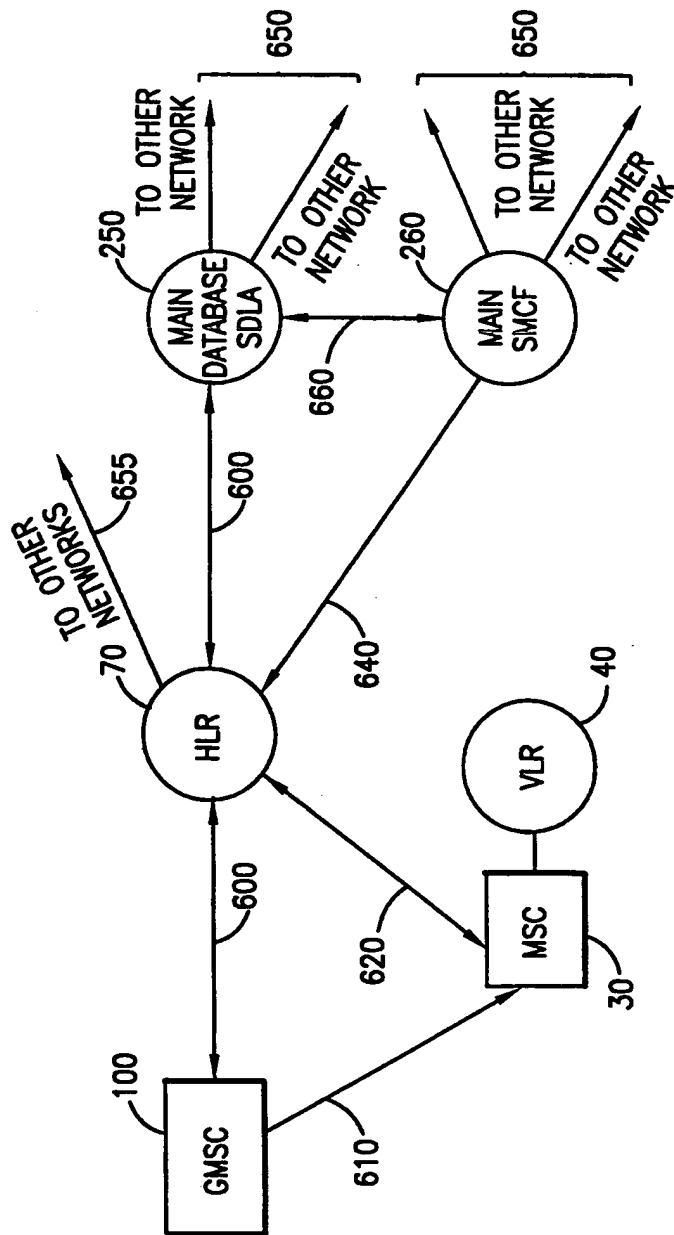 TO OTHER
NETWORKS
655
70
HLR
600
250
MAIN
DATABASE
SDLA
TO OTHER
NETWORK
TO OTHER
NETWORK
650
660
260
MAIN
SMCF
TO OTHER
NETWORK
TO OTHER
NETWORK
650
640
100
GMSC
600
610
620
MSC
30
VLR
40